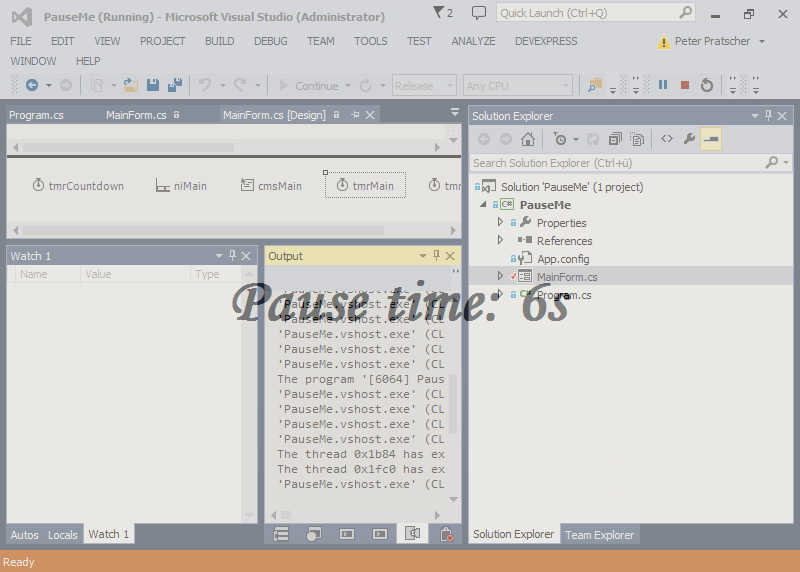 PauseMe (Running) - Microsoft Visual Studio (Administrator)
2
Quick Launch (Ctrl+Q)
FILE EDIT VIEW PROJECT BUILD DEBUG TEAM TOOLS TEST ANALYZE DEVEXPRESS
Peter Pratscher
WINDOW HELP
Continue
Release
Any CPU
Program.cs
MainForm.cs
MainForm.cs [Design]
tmrCountdown
niMain
cmsMain
tmrMain
Watch 1
Name Value Type
Autos Locals Watch 1
Output
'PauseMe.vshost.exe' (CL
'PauseMe.vshost.exe' (CL
'PauseMe.vshost.exe' (CL
'PauseMe.vshost.exe' (CL
'PauseMe.vshost.exe' (CL
'PauseMe.vshost.exe' (CL
The program '[6064] Paus
'PauseMe.vshost.exe' (CL
'PauseMe.vshost.exe' (CL
'PauseMe.vshost.exe' (CL
'PauseMe.vshost.exe' (CL
The thread 0x1b84 has ex
The thread 0x1fc0 has ex
'PauseMe.vshost.exe' (CL
Pause time: 6s
Solution Explorer
Search Solution Explorer (Ctrl+ü)
Solution 'PauseMe' (1 project)
C# PauseMe
Properties
References
App.config
MainForm.cs
C# Program.cs
Solution Explorer Team Explorer
Ready